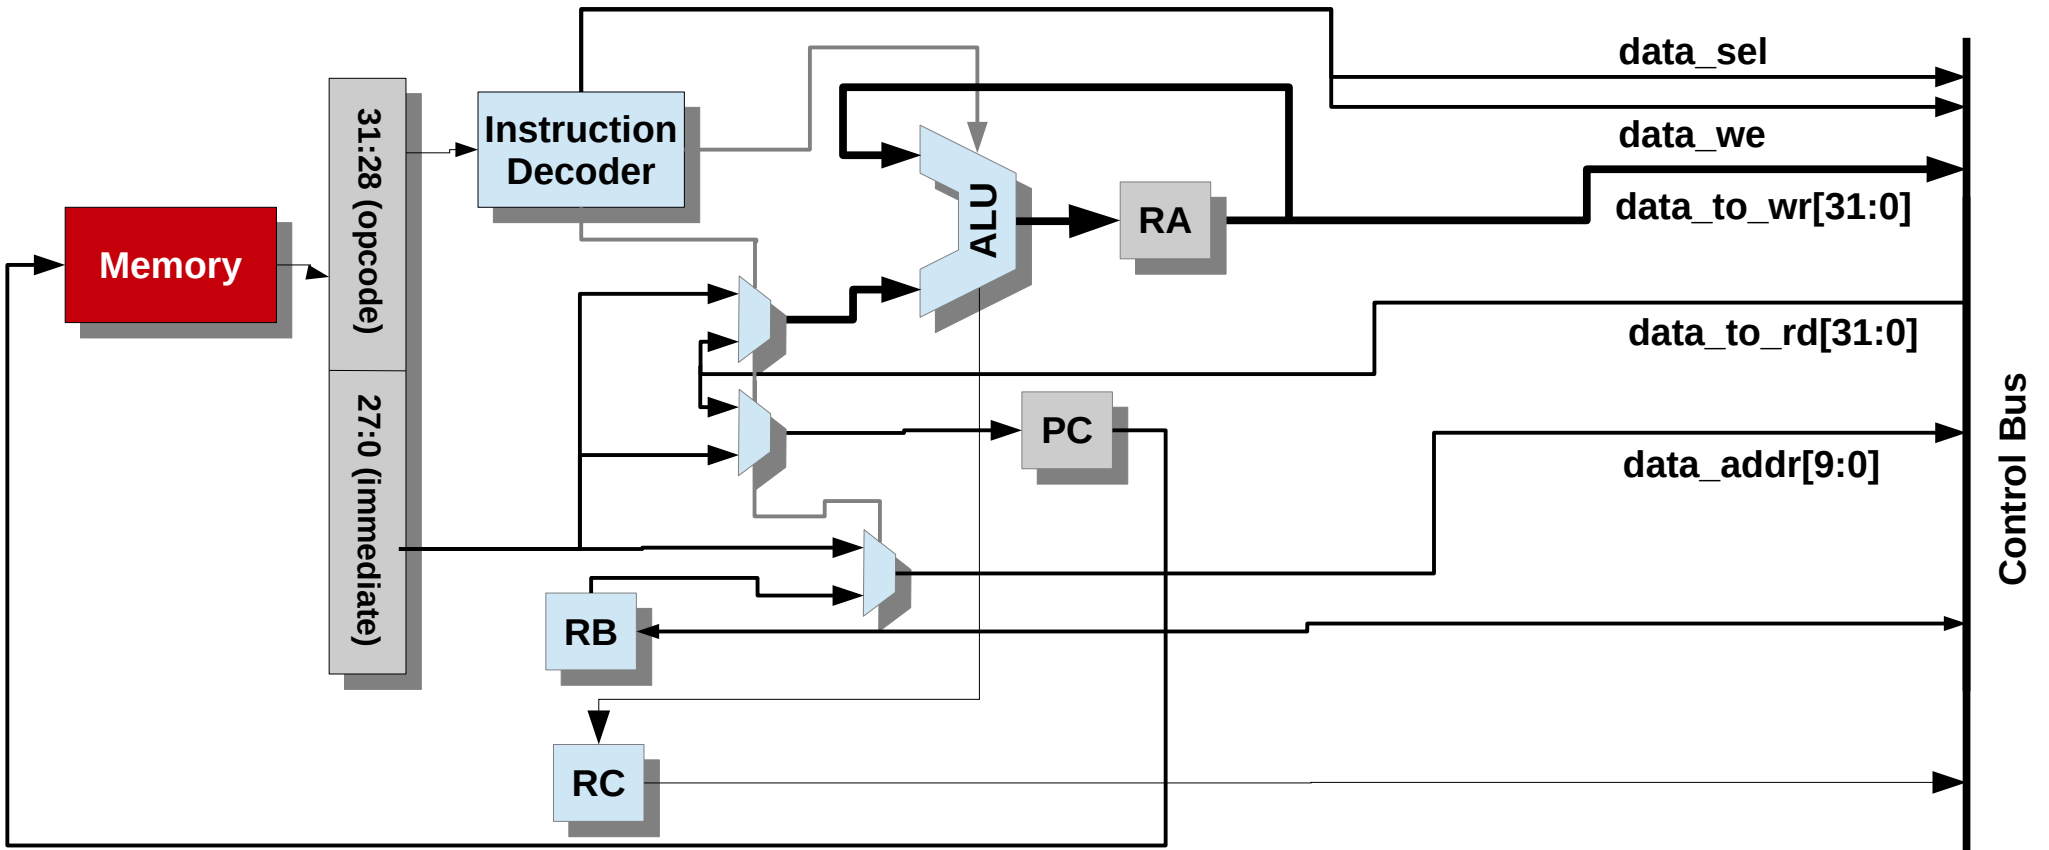 data_sel
data_we
data_to_wr[31:0]
data_to_rd[31:0]
data_addr[9:0]
Control Bus
Instruction
Decoder
31:28 (opcode)
27:0 (immediate)
Memory
ALU
RA
PC
RB
RC